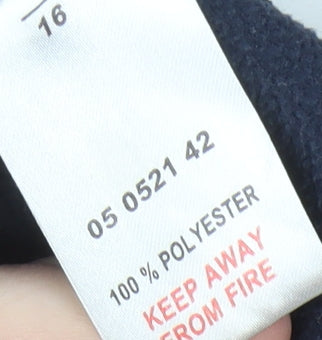 16
05 0521 42
100 % POLYESTER
KEEP AWAY
FROM FIRE